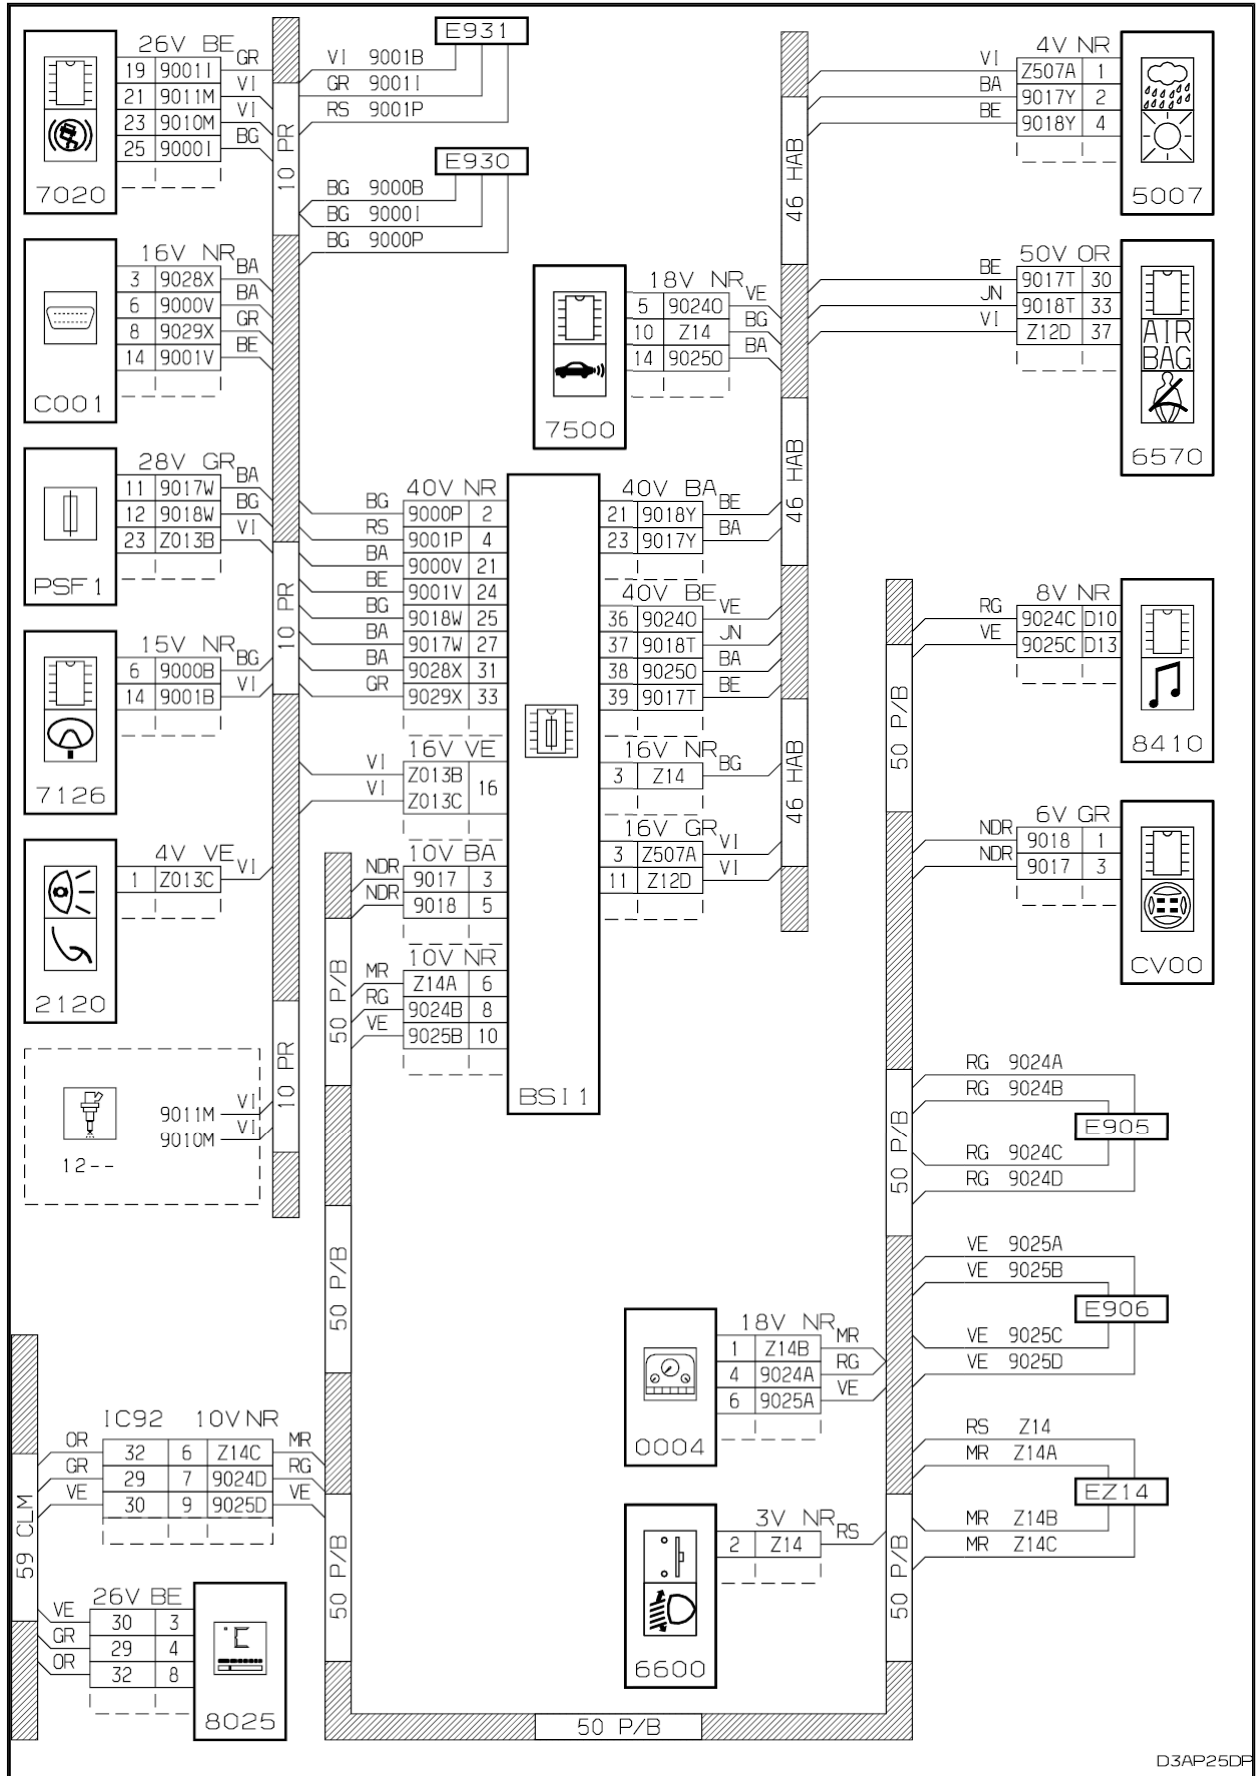 26V BE
19 9001I GR
21 9011M VI
23 9010M VI
25 9000I BG
7020
16V NR
3 9028X BA
6 9000V BA
8 9029X GR
14 9001V BE
C001
28V GR
11 9017W BA
12 9018W BG
23 Z013B VI
PSF1
15V NR
6 9000B BG
14 9001B VI
7126
4V VE
1 Z013C VI
2120
9011M VI
9010M VI
12--
10 PR
10 PR
10 PR
E931
VI 9001B
GR 9001I
RS 9001P
E930
BG 9000B
BG 9000I
BG 9000P
18V NR
5 9024O VE
10 Z14 BG
14 9025O BA
7500
46 HAB
46 HAB
46 HAB
4V NR
VI Z507A 1
BA 9017Y 2
BE 9018Y 4
5007
50V OR
BE 9017T 30
JN 9018T 33
VI Z12D 37
AIR
BAG
6570
40V NR
BG 9000P 2
RS 9001P 4
BA 9000V 21
BE 9001V 24
BG 9018W 25
BA 9017W 27
BA 9028X 31
GR 9029X 33
16V VE
VI Z013B
VI Z013C
16
10V BA
NDR 9017 3
NDR 9018 5
10V NR
MR Z14A 6
RG 9024B 8
VE 9025B 10
BSI1
40V BA
21 9018Y BE
23 9017Y BA
40V BE
36 9024O VE
37 9018T JN
38 9025O BA
39 9017T BE
16V NR
3 Z14 BG
16V GR
3 Z507A VI
11 Z12D VI
50 P/B
50 P/B
50 P/B
50 P/B
50 P/B
50 P/B
50 P/B
8V NR
RG 9024C D10
VE 9025C D13
8410
6V GR
NDR 9018 1
NDR 9017 3
CV00
RG 9024A
RG 9024B
E905
RG 9024C
RG 9024D
VE 9025A
VE 9025B
E906
VE 9025C
VE 9025D
RS Z14
MR Z14A
EZ14
MR Z14B
MR Z14C
18V NR
1 Z14B MR
4 9024A RG
6 9025A VE
0004
3V NR
2 Z14 RS
6600
59 CLM
IC92 10V NR
OR 32 6 Z14C MR
GR 29 7 9024D RG
VE 30 9 9025D VE
26V BE
VE 30 3
GR 29 4
OR 32 8
°C
8025
D3AP25DP